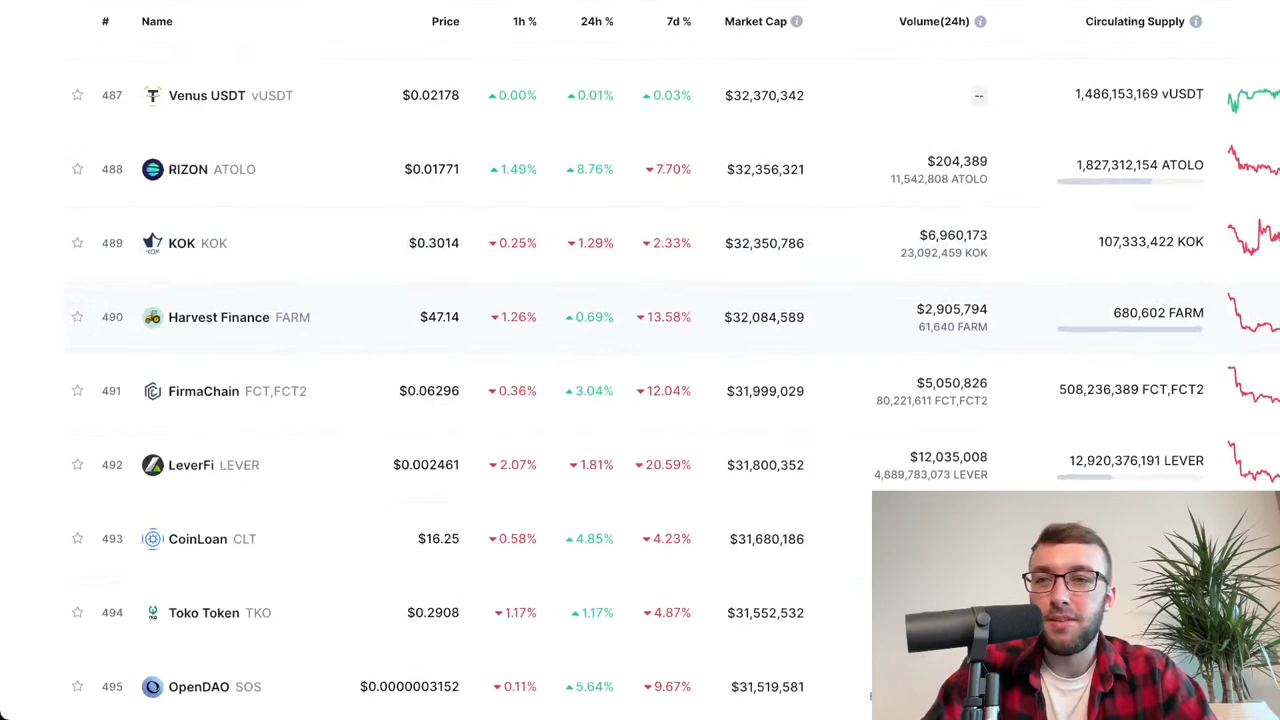 # Name Price 1h % 24h % 7d % Market Cap Volume(24h) Circulating Supply
487 Venus USDT vUSDT $0.02178 0.00% 0.01% 0.03% $32,370,342 -- 1,486,153,169 vUSDT
488 RIZON ATOLO $0.01771 1.49% 8.76% 7.70% $32,356,321 $204,389 1,827,312,154 ATOLO
11,542,808 ATOLO
489 KOK KOK $0.3014 0.25% 1.29% 2.33% $32,350,786 $6,960,173 107,333,422 KOK
23,092,459 KOK
490 Harvest Finance FARM $47.14 1.26% 0.69% 13.58% $32,084,589 $2,905,794 680,602 FARM
61,640 FARM
491 FirmaChain FCT,FCT2 $0.06296 0.36% 3.04% 12.04% $31,999,029 $5,050,826 508,236,389 FCT,FCT2
80,221,611 FCT,FCT2
492 LeverFi LEVER $0.002461 2.07% 1.81% 20.59% $31,800,352 $12,035,008 12,920,376,191 LEVER
4,889,783,073 LEVER
493 CoinLoan CLT $16.25 0.58% 4.85% 4.23% $31,680,186
494 Toko Token TKO $0.2908 1.17% 1.17% 4.87% $31,552,532
495 OpenDAO SOS $0.0000003152 0.11% 5.64% 9.67% $31,519,581